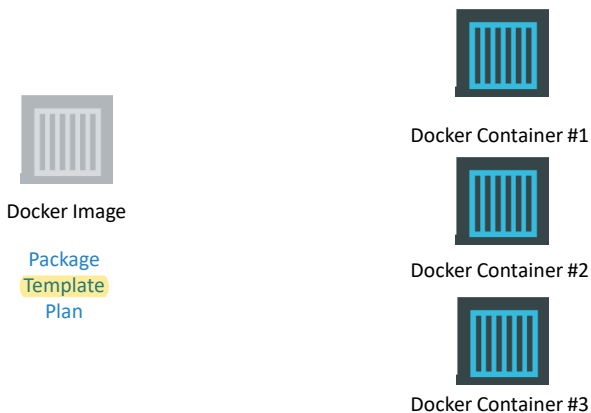 Docker Image
Package
Template
Plan
Docker Container #1
Docker Container #2
Docker Container #3